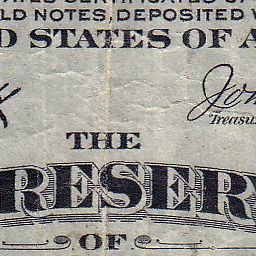 LD NOTES, DEPOSITED
D STATES OF A
Treasu
THE
RESER
OF